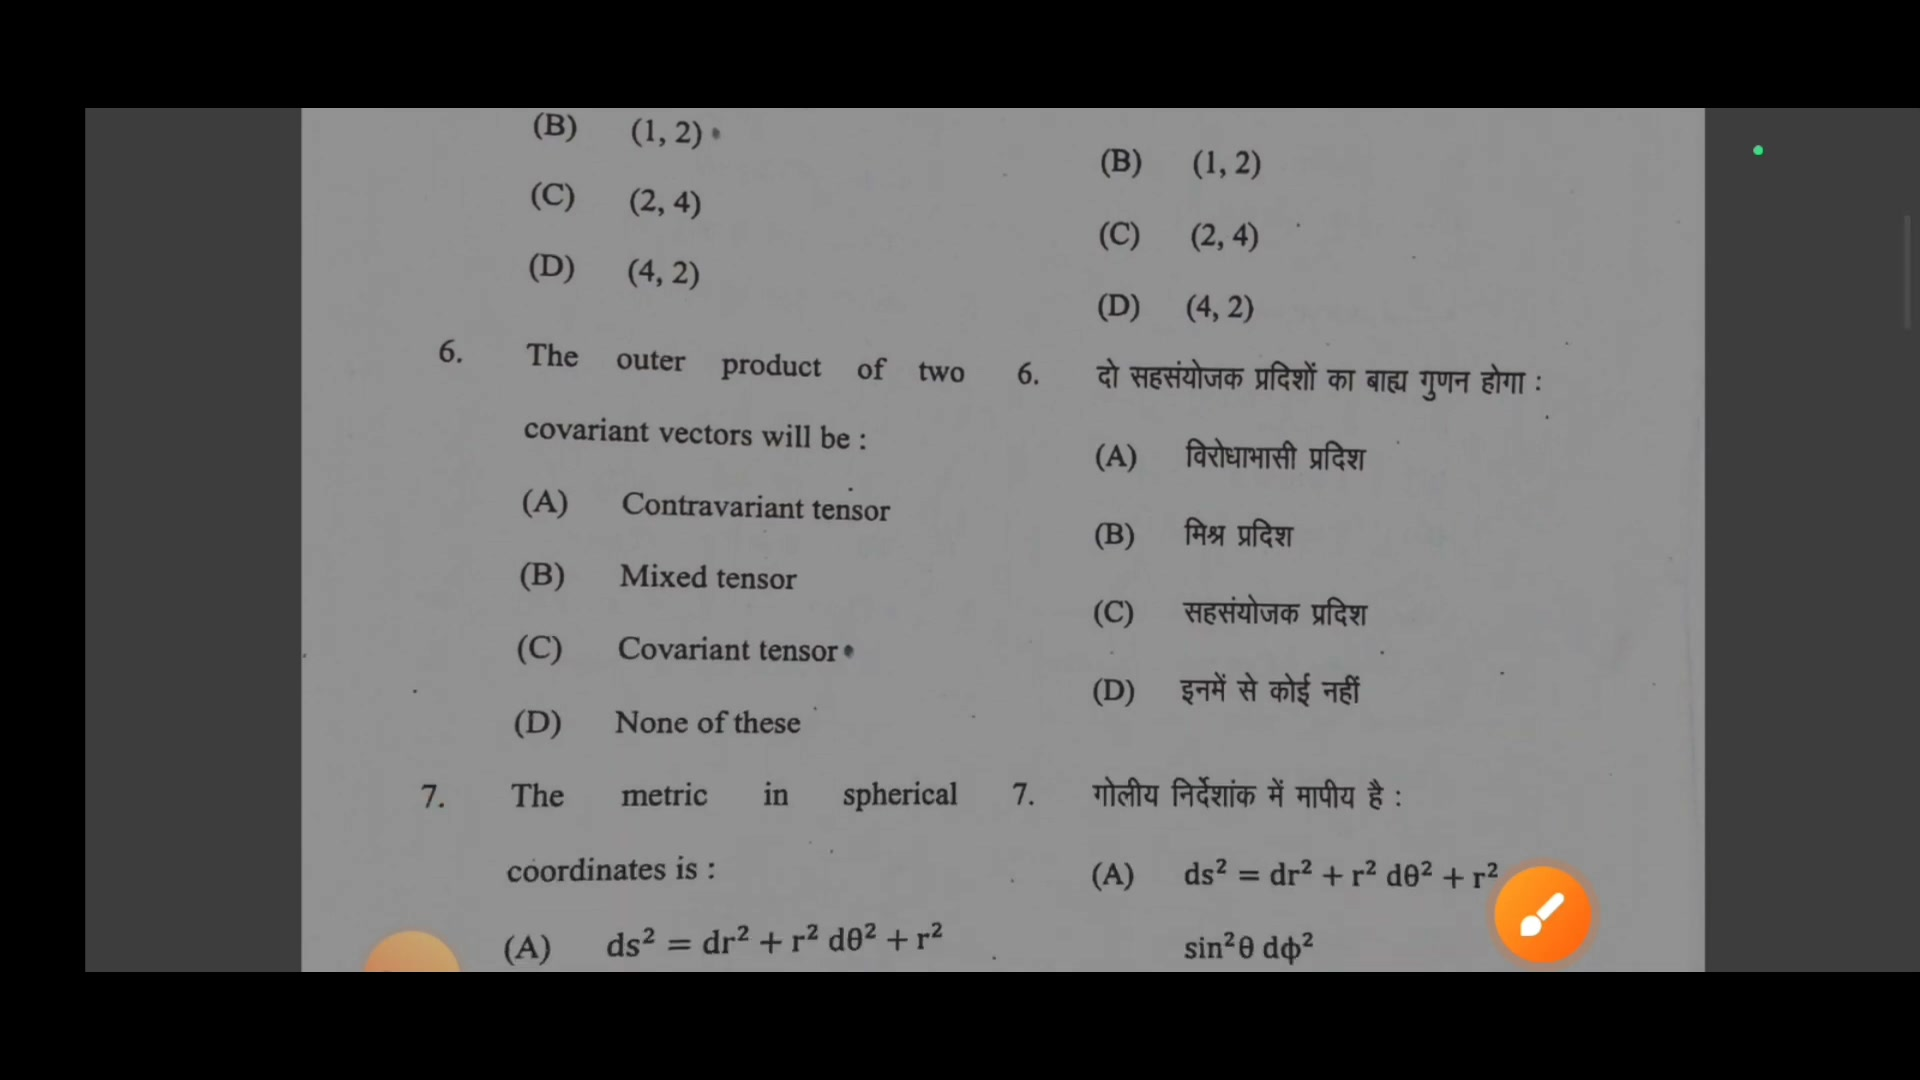 (B) (1, 2)
(C) (2, 4)
(D) (4, 2)
6. The outer product of two
covariant vectors will be :
(A) Contravariant tensor
(B) Mixed tensor
(C) Covariant tensor
(D) None of these
7. The metric in spherical
coordinates is :
(A) ds² = dr² + r² dθ² + r²
(B) (1, 2)
(C) (2, 4)
(D) (4, 2)
6. दो सहसंयोजक प्रदिशों का बाह्य गुणन होगा :
(A) विरोधाभासी प्रदिश
(B) मिश्र प्रदिश
(C) सहसंयोजक प्रदिश
(D) इनमें से कोई नहीं
7. गोलीय निर्देशांक में मापीय है :
(A) ds² = dr² + r² dθ² + r²
sin²θ dϕ²